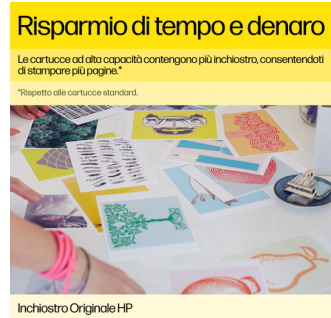 Risparmio di tempo e denaro
Le cartucce ad alta capacità contengono più inchiostro, consentendoti
di stampare più pagine.*
*Rispetto alle cartucce standard.
Inchiostro Originale HP